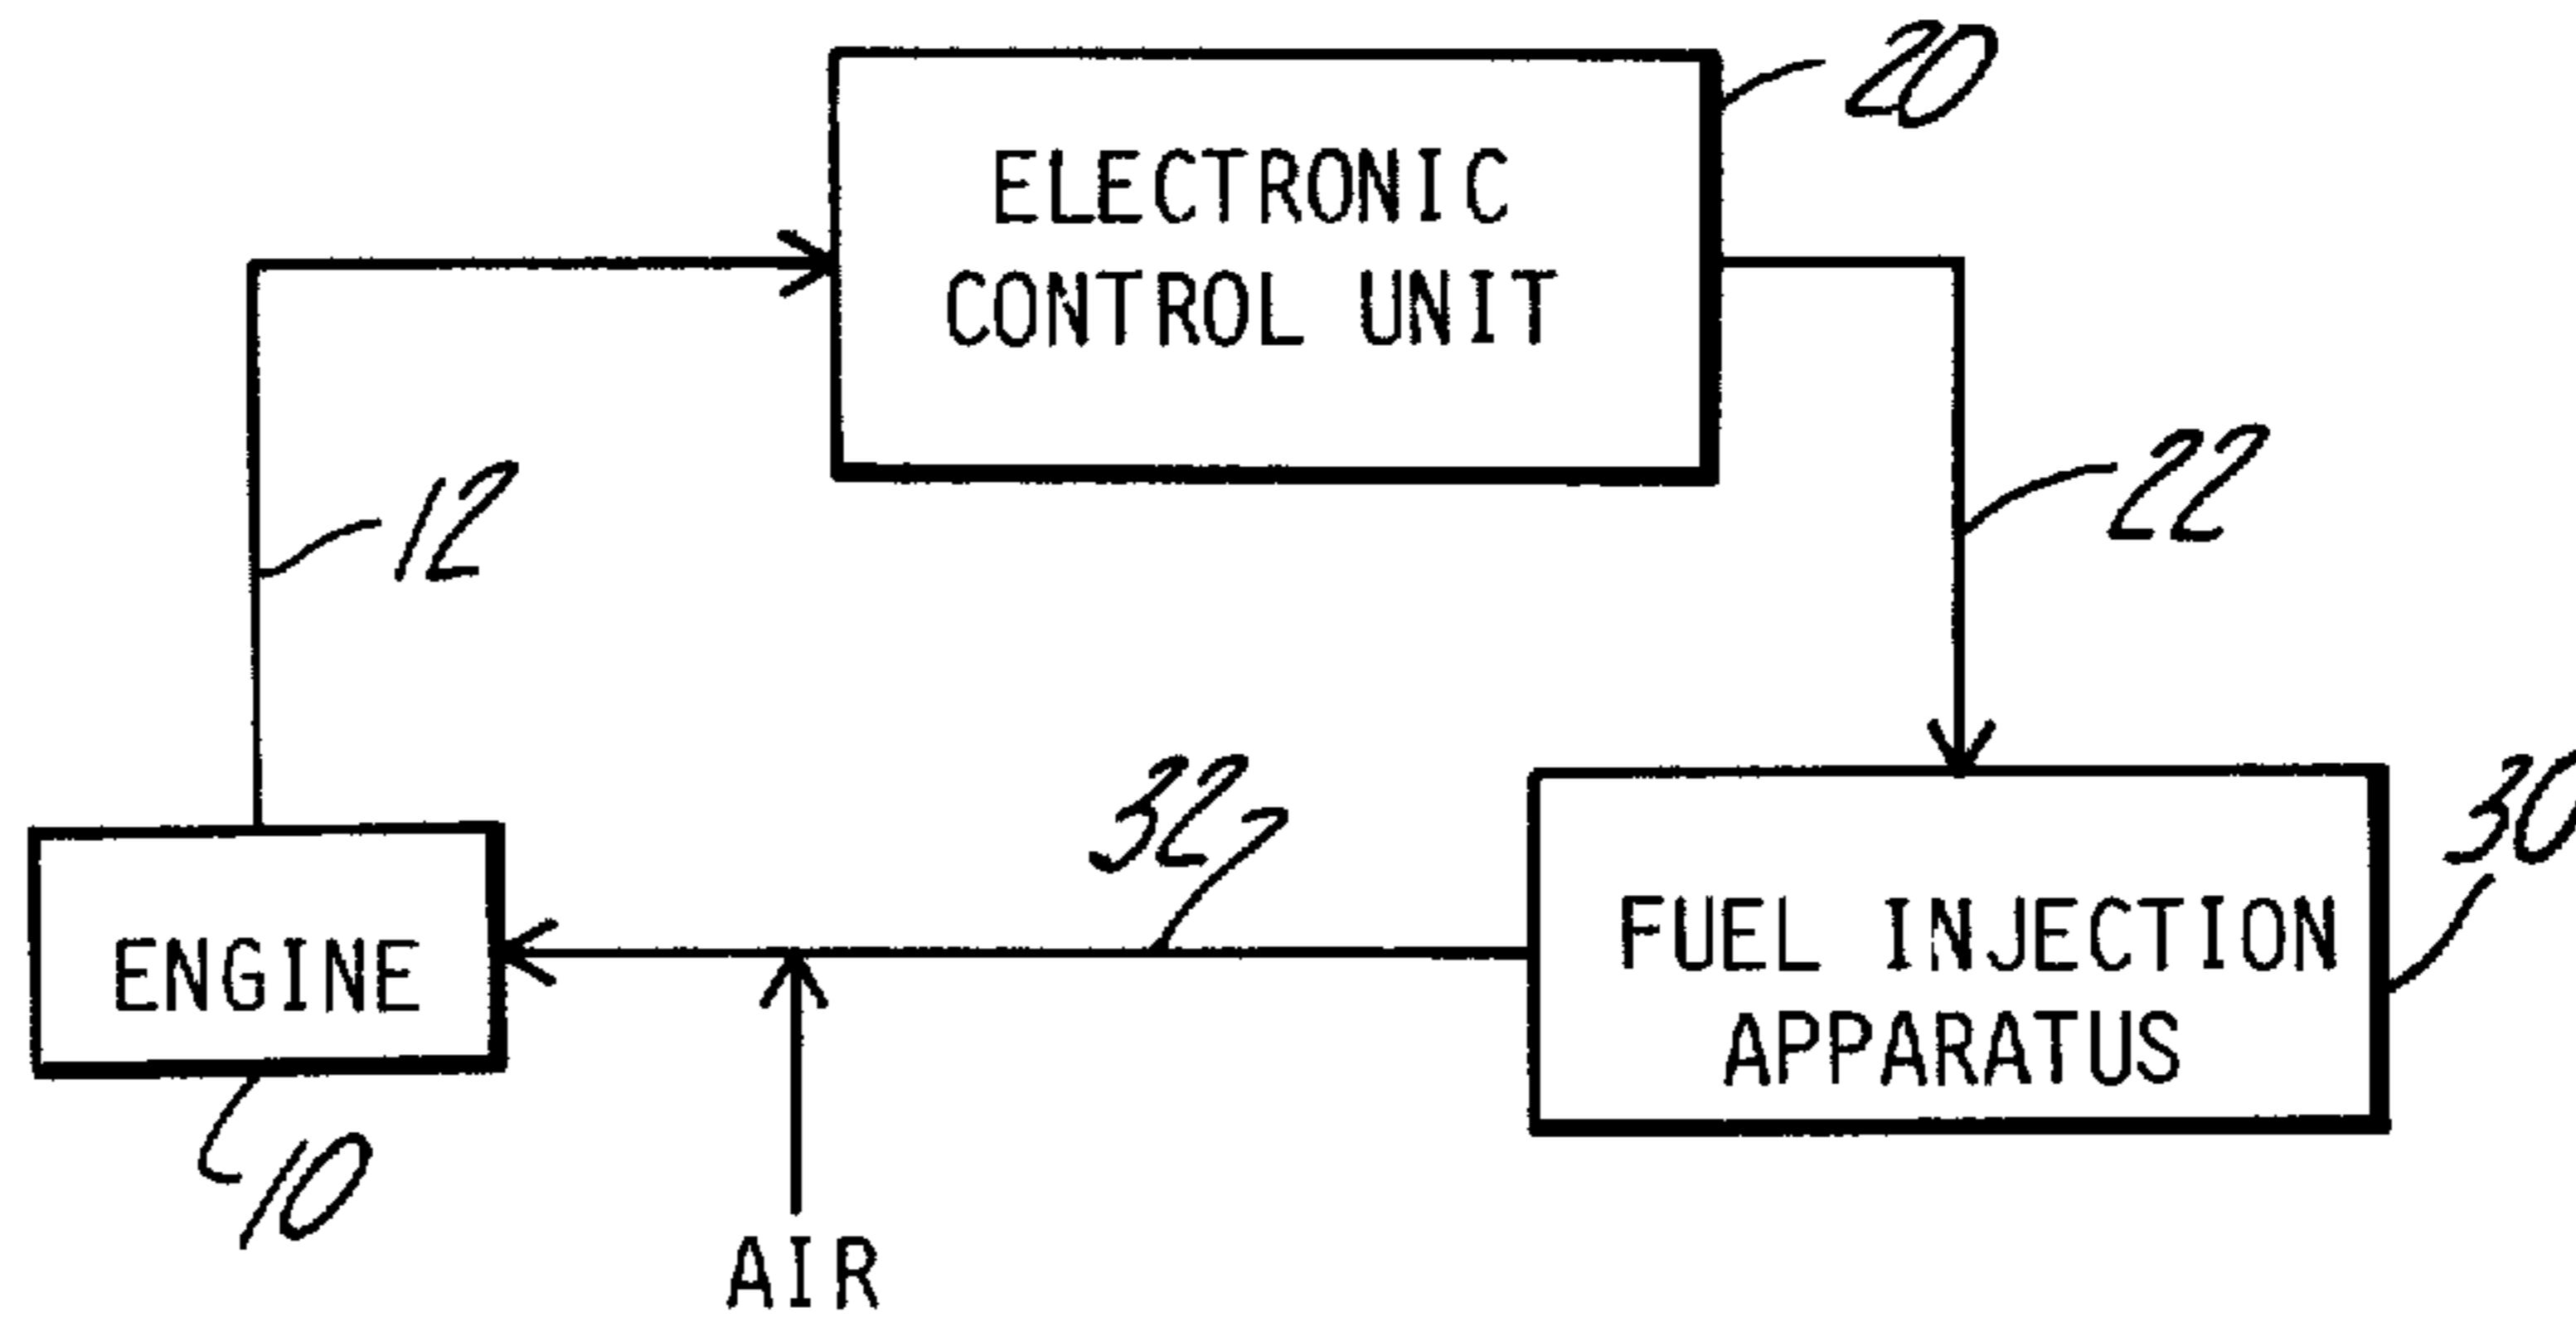 20
ELECTRONIC
CONTROL UNIT
12
22
32
30
ENGINE
FUEL INJECTION
APPARATUS
10
AIR